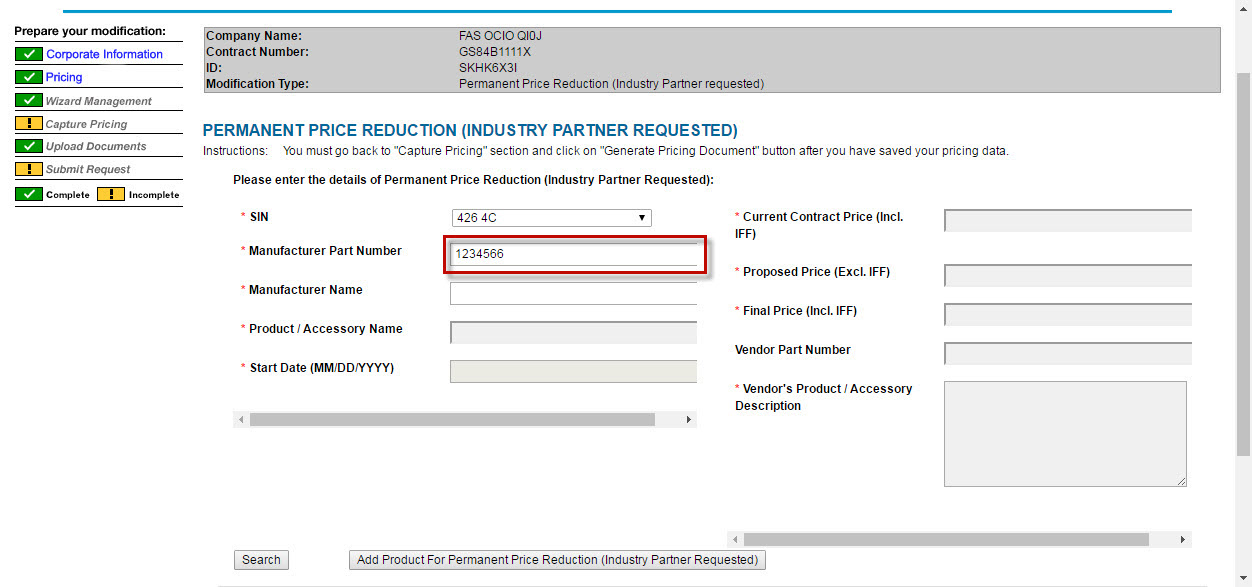 Prepare your modification:
Corporate Information
Pricing
Wizard Management
Capture Pricing
Upload Documents
Submit Request
Complete ! Incomplete
Company Name: FAS OCIO QI0J
Contract Number: GS84B1111X
ID: SKHK6X3I
Modification Type: Permanent Price Reduction (Industry Partner requested)
PERMANENT PRICE REDUCTION (INDUSTRY PARTNER REQUESTED)
Instructions: You must go back to "Capture Pricing" section and click on "Generate Pricing Document" button after you have saved your pricing data.
Please enter the details of Permanent Price Reduction (Industry Partner Requested):
* SIN 426 4C
* Manufacturer Part Number 1234566
* Manufacturer Name
* Product / Accessory Name
* Start Date (MM/DD/YYYY)
* Current Contract Price (Incl.
IFF)
* Proposed Price (Excl. IFF)
* Final Price (Incl. IFF)
Vendor Part Number
* Vendor's Product / Accessory
Description
Search Add Product For Permanent Price Reduction (Industry Partner Requested)